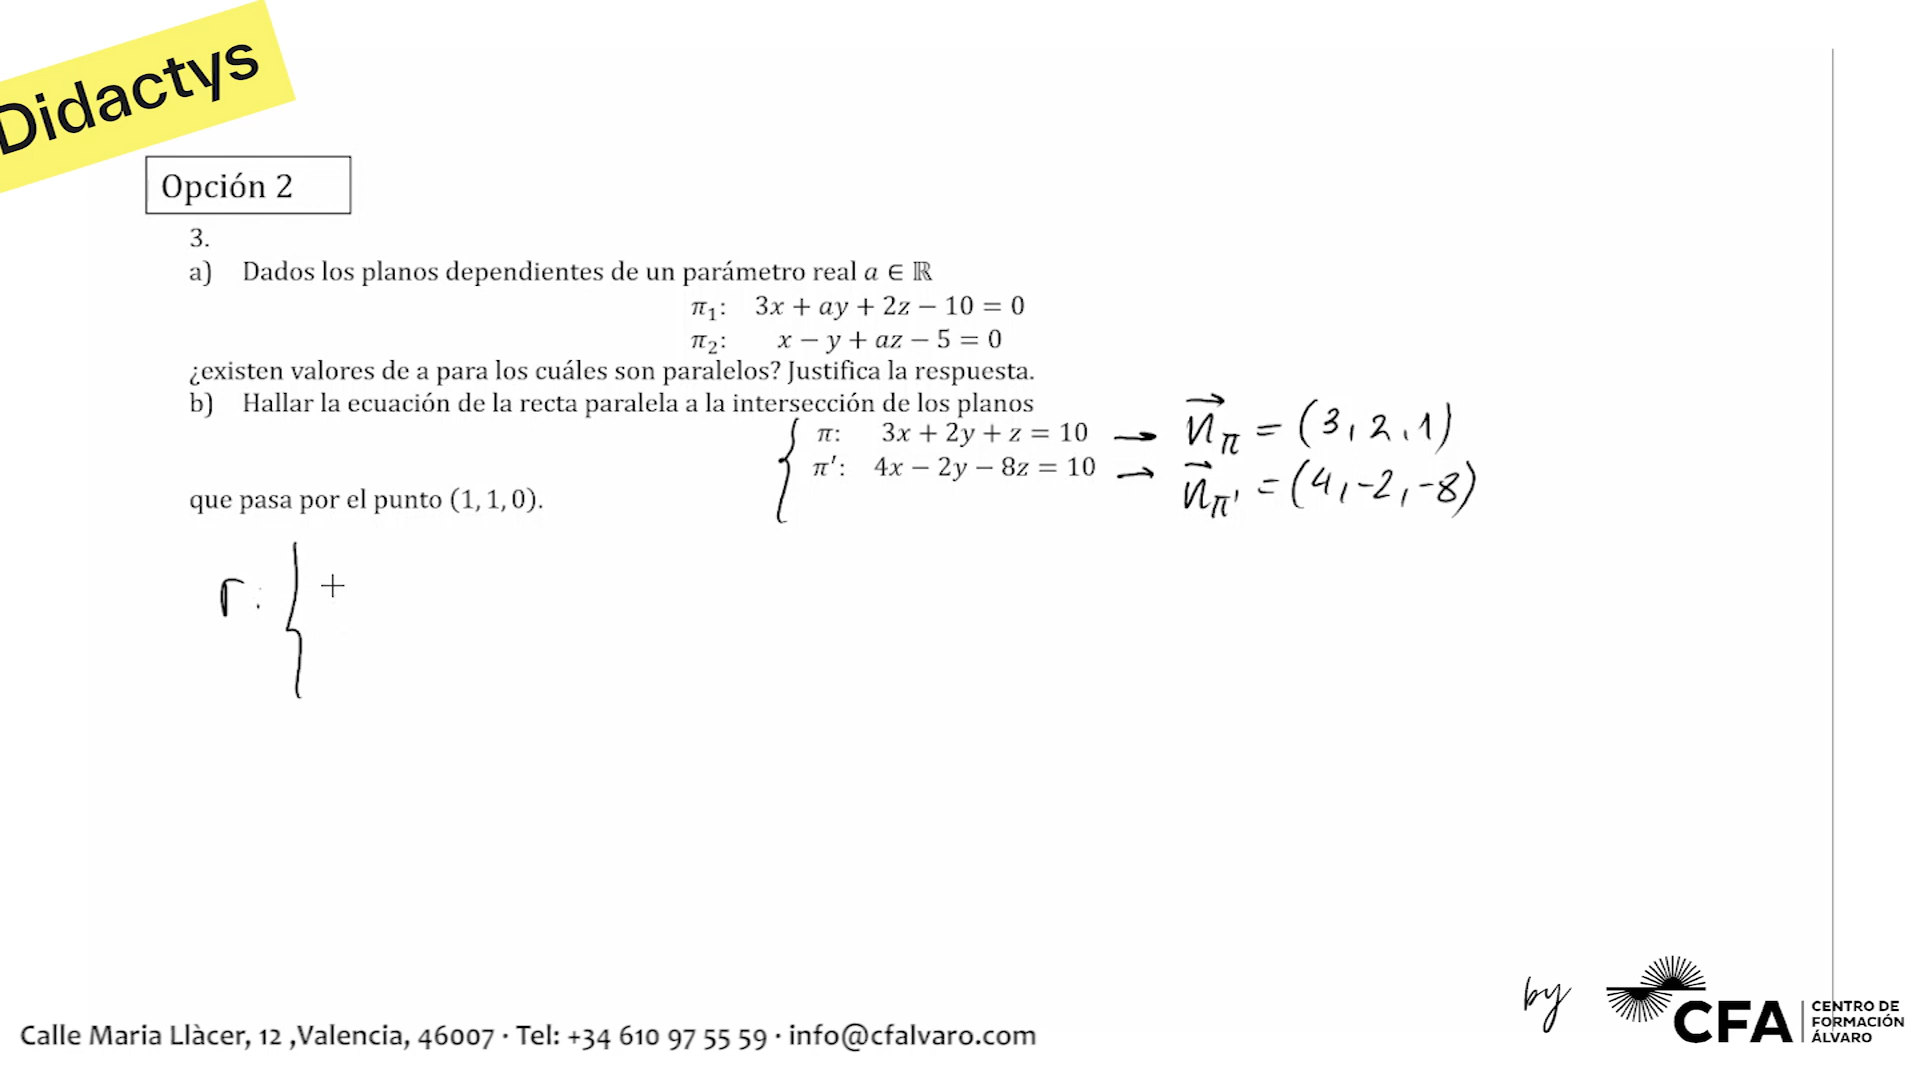 Didactys
Opción 2
3.
a) Dados los planos dependientes de un parámetro real a ∈ ℝ
π₁: 3x + ay + 2z − 10 = 0
π₂: x − y + az − 5 = 0
¿existen valores de a para los cuáles son paralelos? Justifica la respuesta.
b) Hallar la ecuación de la recta paralela a la intersección de los planos
{ π: 3x + 2y + z = 10 → n⃗π = (3, 2, 1)
π′: 4x − 2y − 8z = 10 → n⃗π' = (4, -2, -8)
que pasa por el punto (1, 1, 0).
r: {
by
CFA
CENTRO DE
FORMACIÓN
ÁLVARO
Calle Maria Llàcer, 12 ,Valencia, 46007 · Tel: +34 610 97 55 59 · info@cfalvaro.com